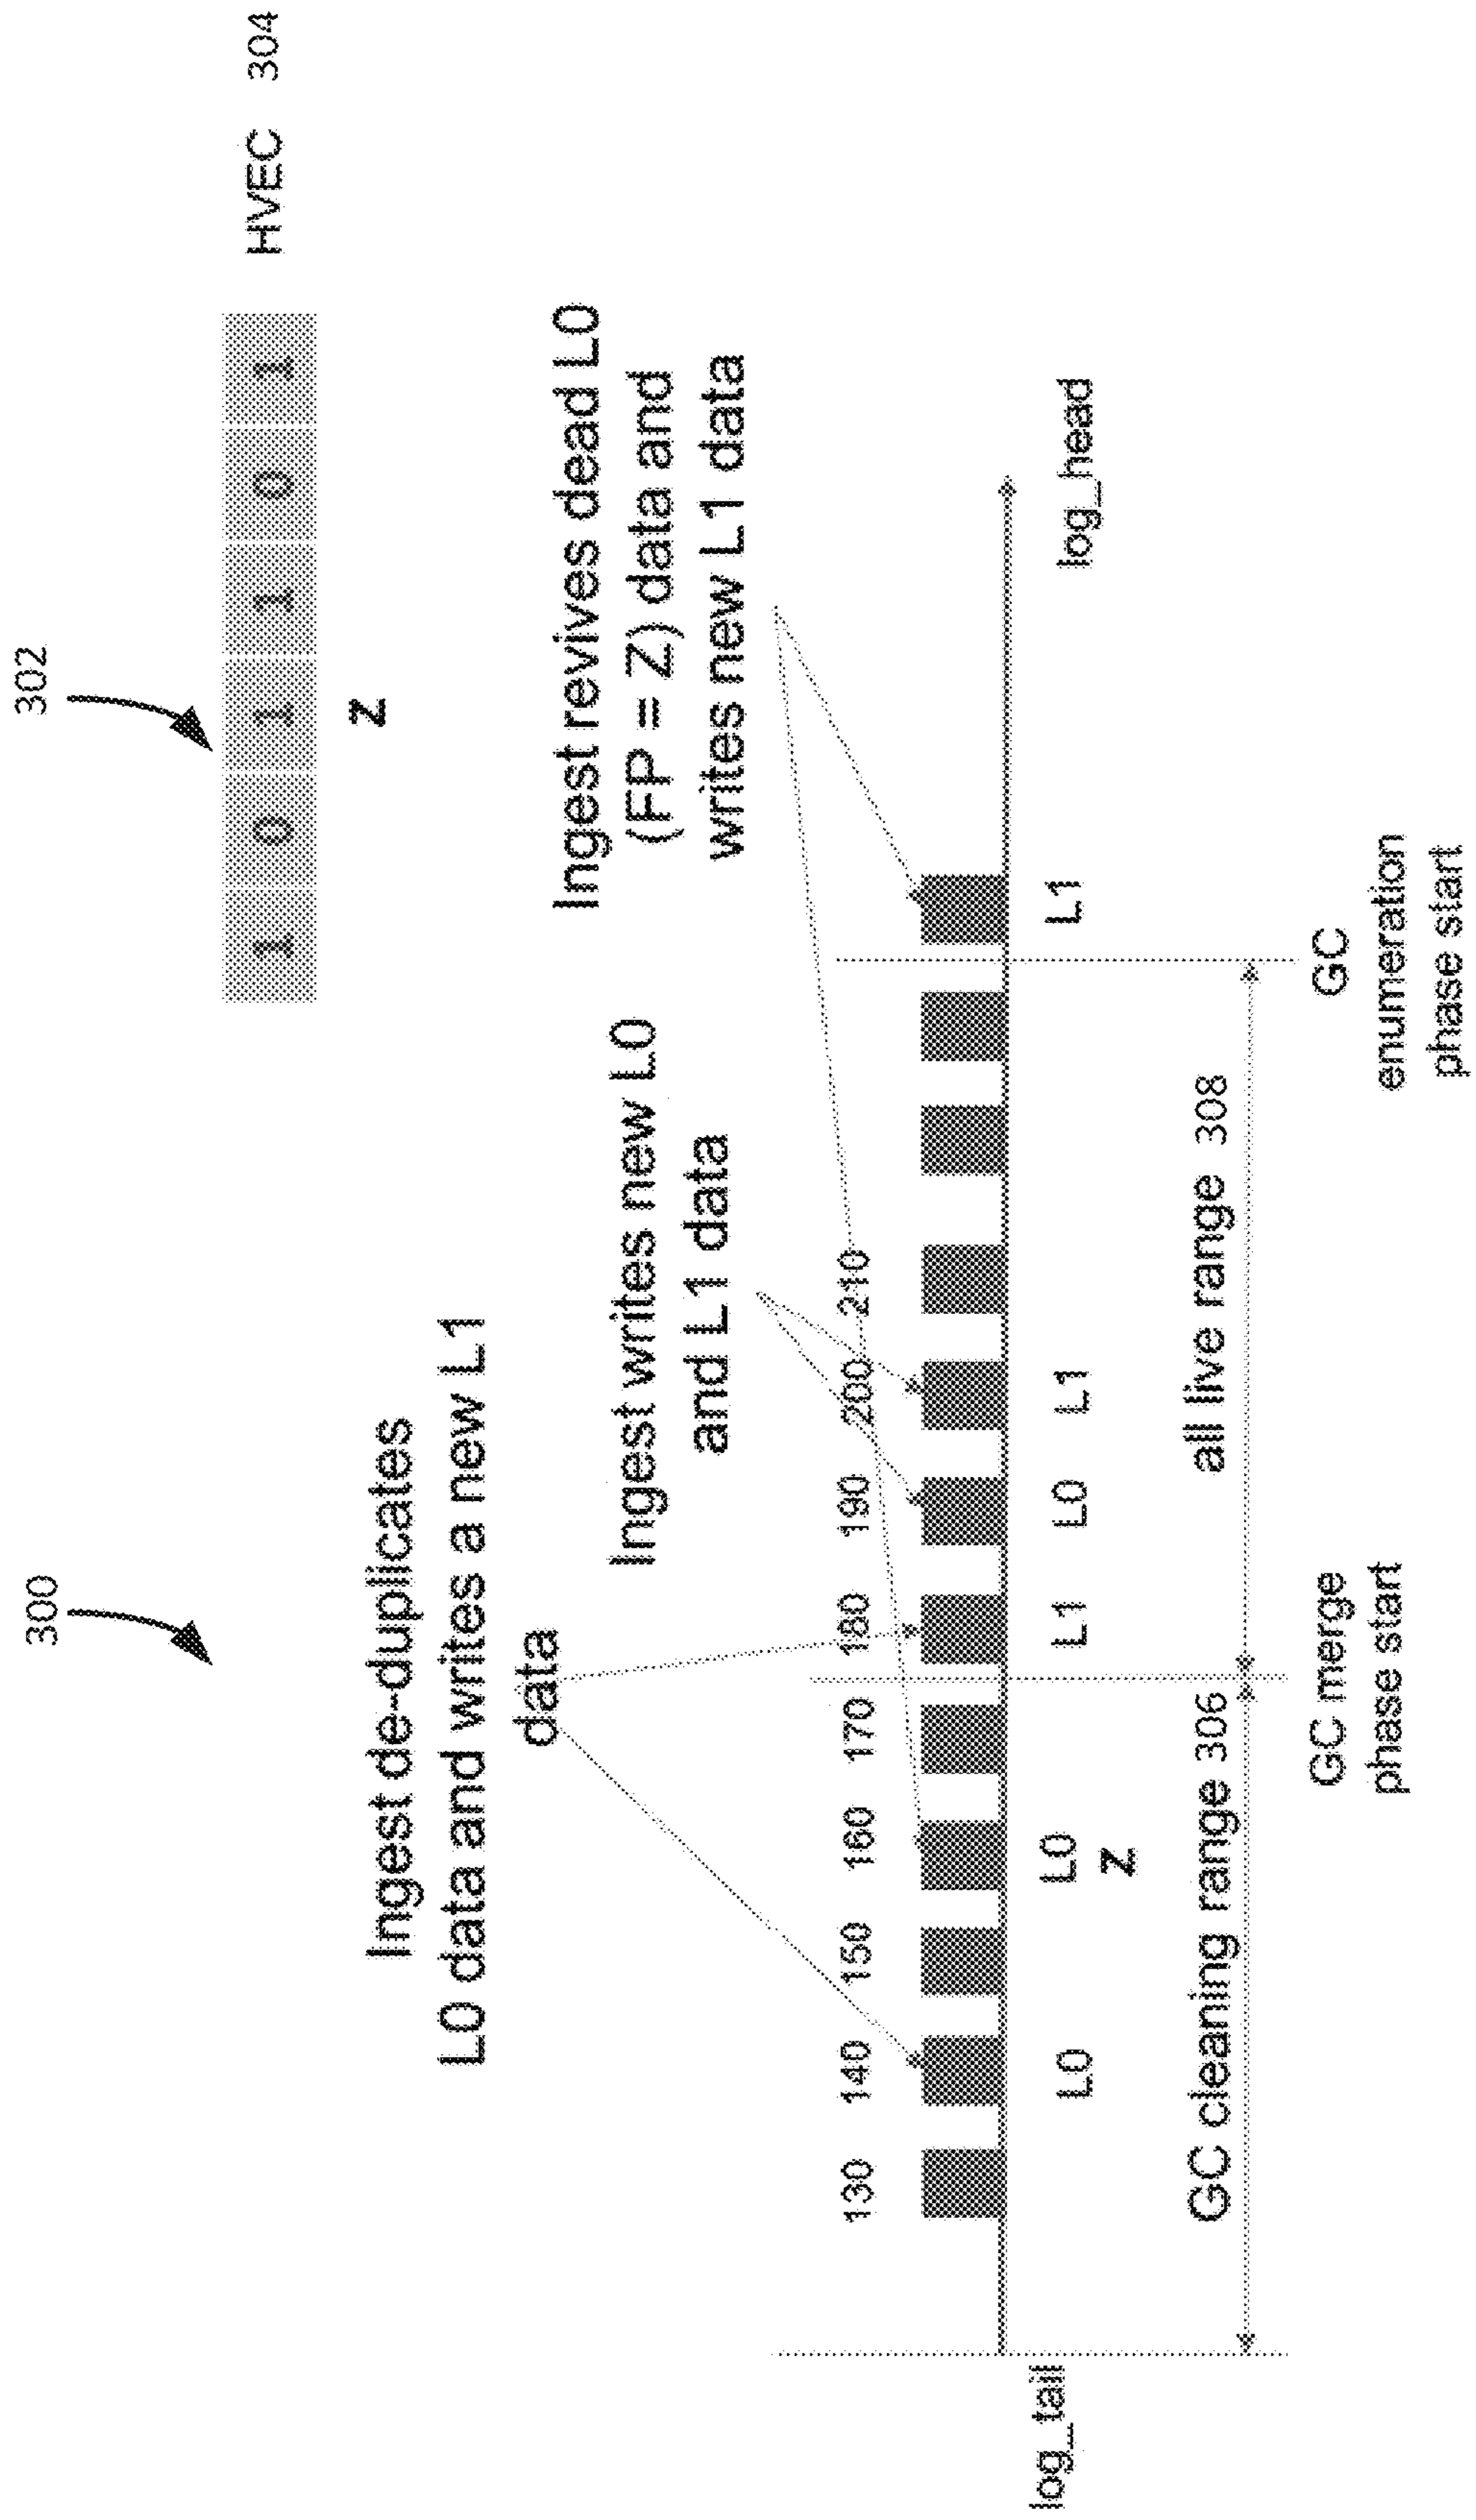 300
302
1 0 1 1 0 1
HVEC 304
Z
Ingest de-duplicates
L0 data and writes a new L1
data
Ingest writes new L0
and L1 data
Ingest revives dead L0
(FP = Z) data and
writes new L1 data
130 140 150 160 170 180 190 200 210
log_tail
L0 L0 L1 L0 L1 L1
Z
log_head
GC cleaning range 306
all live range 308
GC merge
phase start
GC
enumeration
phase start